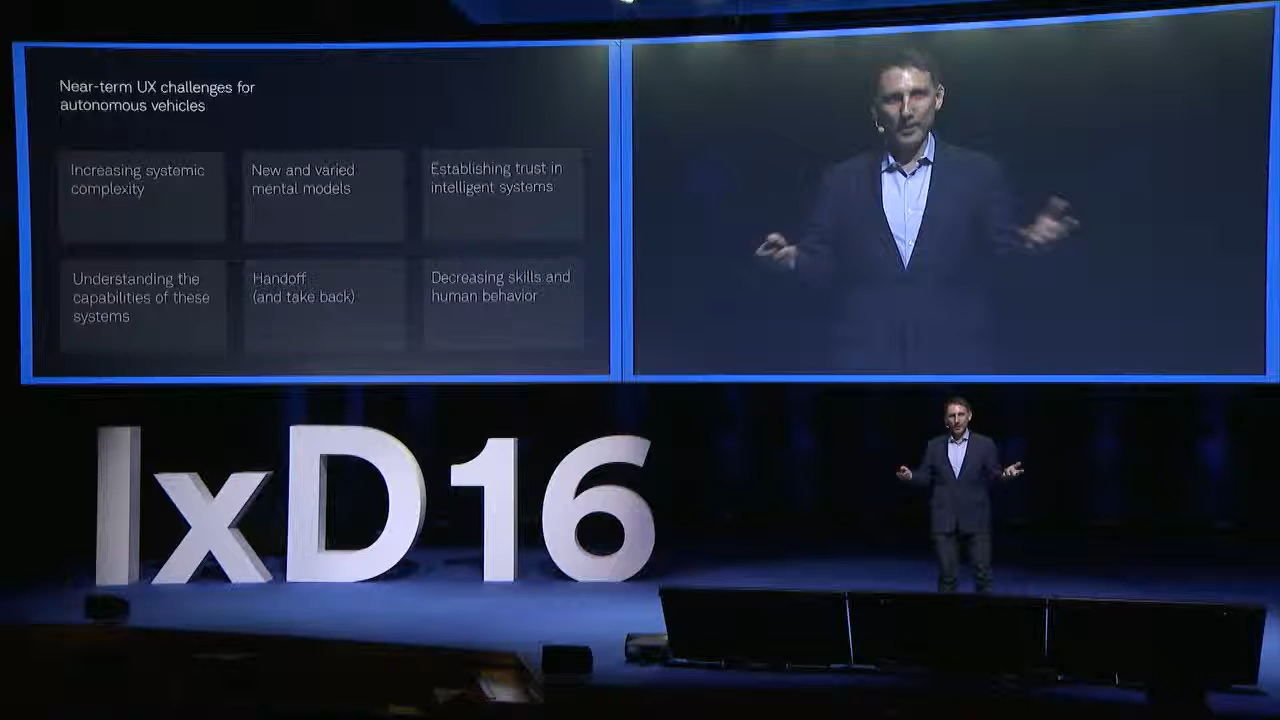 Near-term UX challenges for
autonomous vehicles
Increasing systemic
complexity
New and varied
mental models
Establishing trust in
intelligent systems
Understanding the
capabilities of these
systems
Handoff
(and take back)
Decreasing skills and
human behavior
IxD16